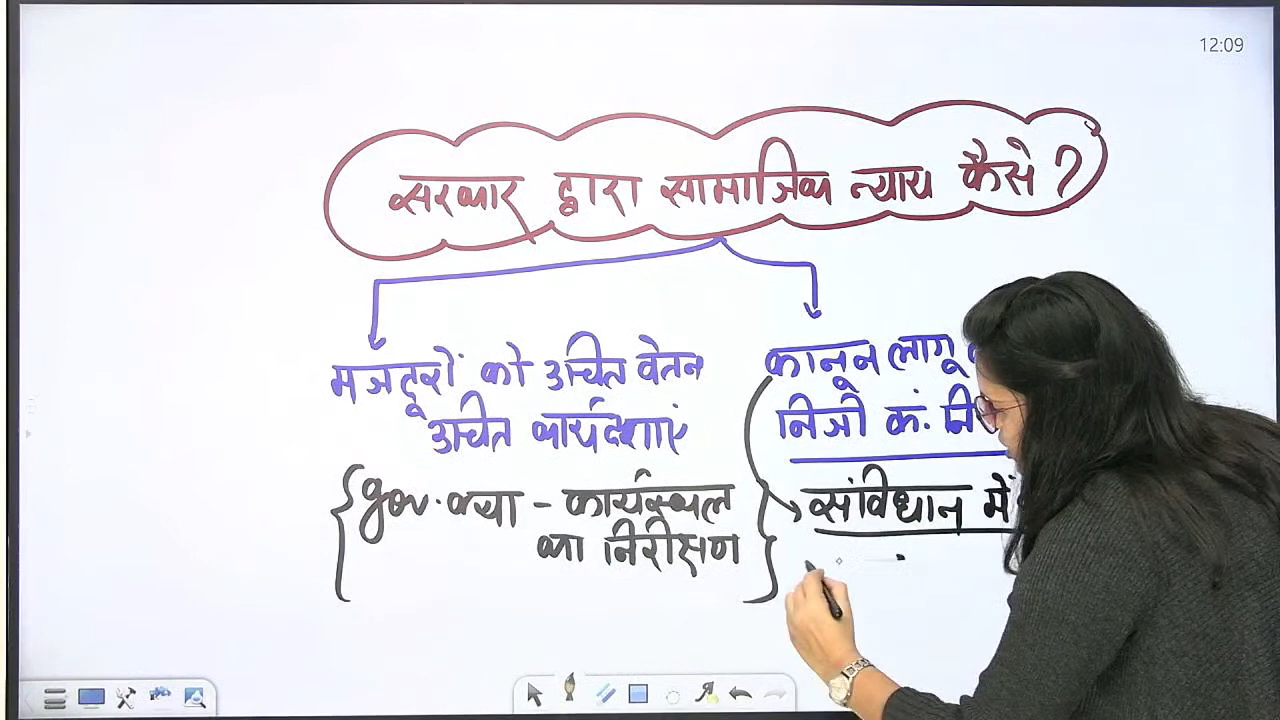 12:09
सरकार द्वारा सामाजिक न्याय कैसे ?
मजदूरों को उचित वेतन
उचित कार्यदशाएं
कानून लागू
निजी कं.
{ gov. क्या - कार्यस्थल
का निरीक्षण }
संविधान में